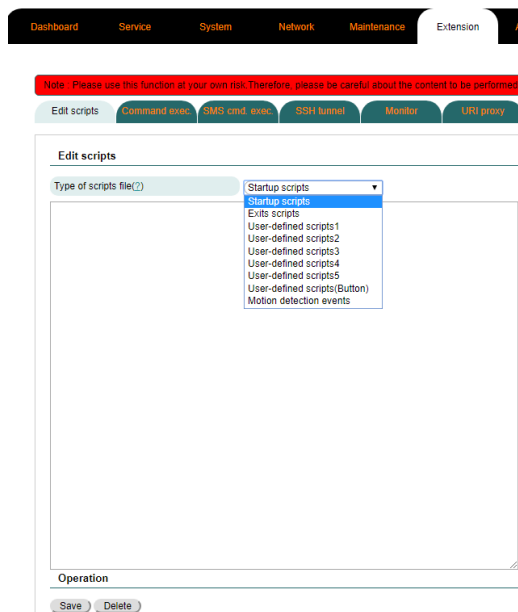 Dashboard Service System Network Maintenance Extension
Note : Please use this function at your own risk.Therefore, please be careful about the content to be performed
Edit scripts Command exec. SMS cmd. exec. SSH tunnel Monitor URI proxy
Edit scripts
Type of scripts file(?) Startup scripts
Startup scripts
Exits scripts
User-defined scripts1
User-defined scripts2
User-defined scripts3
User-defined scripts4
User-defined scripts5
User-defined scripts(Button)
Motion detection events
Operation
Save Delete